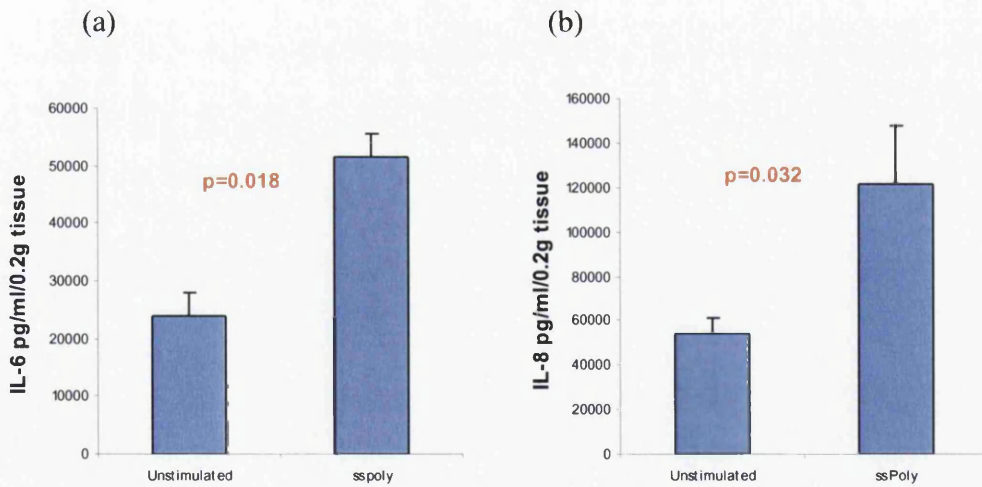 (a)
60000
50000
40000
30000
20000
10000
0
IL-6 pg/ml/0.2g tissue
p=0.018
Unstimulated
sspoly
(b)
160000
140000
120000
100000
80000
60000
40000
20000
0
IL-8 pg/ml/0.2g tissue
p=0.032
Unstimulated
ssPoly